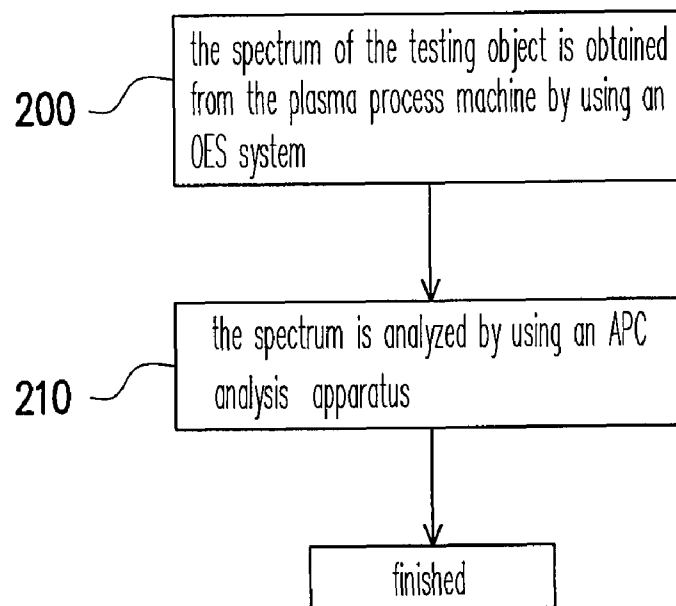 the spectrum of the testing object is obtained
from the plasma process machine by using an
OES system
200
the spectrum is analyzed by using an APC
analysis apparatus
210
finished